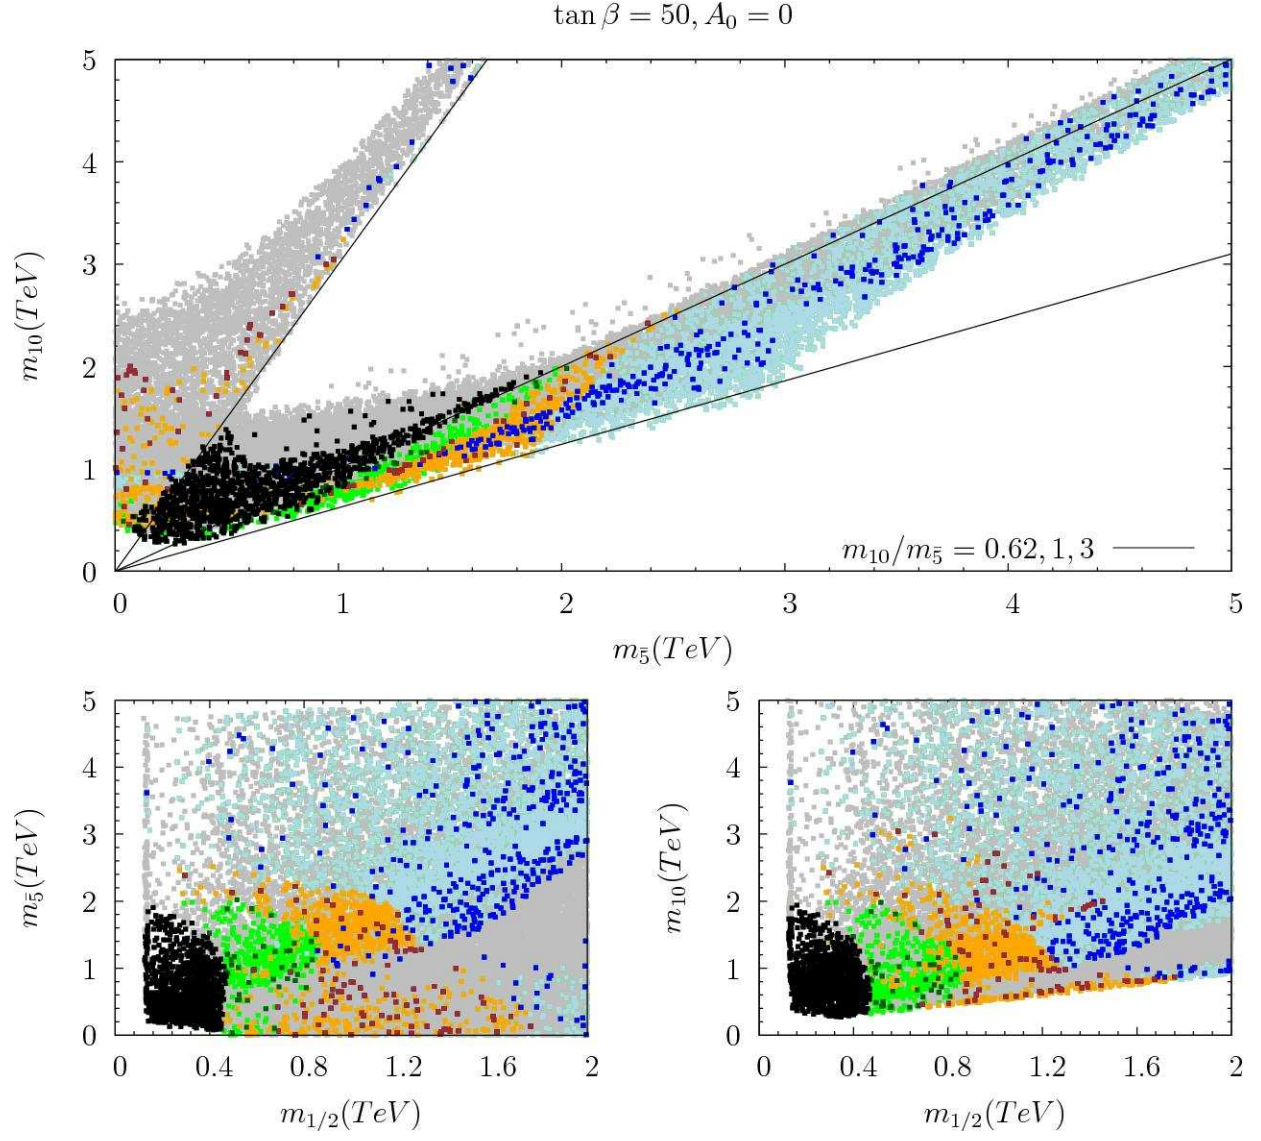 tan β = 50, A₀ = 0
5
4
3
2
1
0
m₁₀(TeV)
m₁₀/m₅̄ = 0.62, 1, 3
0 1 2 3 4 5
m₅̄(TeV)
5
4
3
2
1
0
m₅̄(TeV)
0 0.4 0.8 1.2 1.6 2
m₁/₂(TeV)
5
4
3
2
1
0
m₁₀(TeV)
0 0.4 0.8 1.2 1.6 2
m₁/₂(TeV)